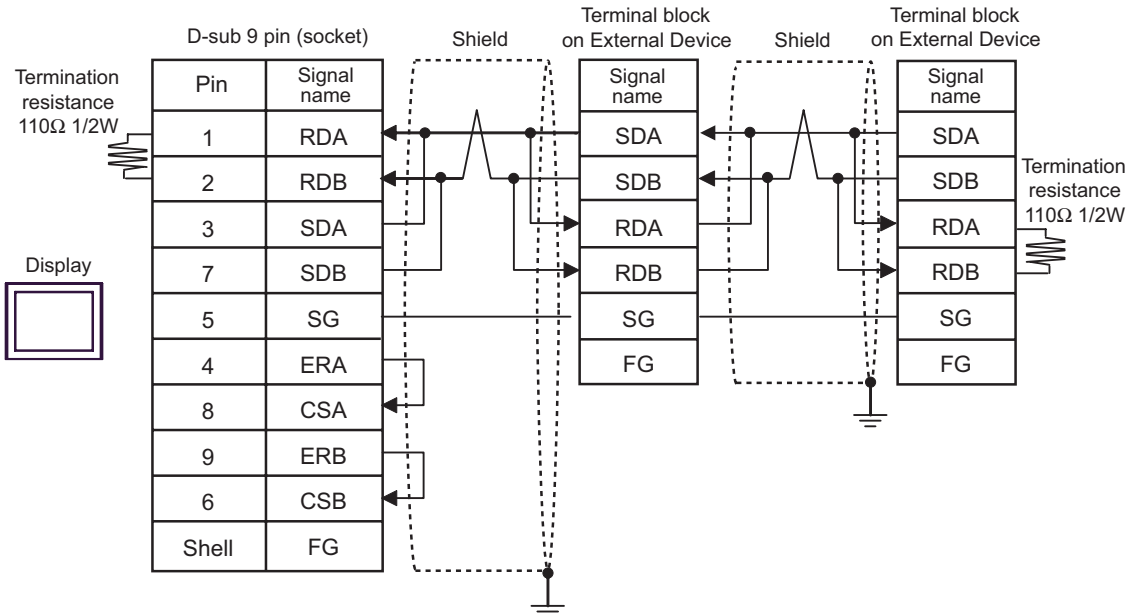 D-sub 9 pin (socket)
Shield
Terminal block
on External Device
Shield
Terminal block
on External Device
Termination
resistance
110Ω 1/2W
Pin
Signal
name
1 RDA
2 RDB
3 SDA
7 SDB
5 SG
4 ERA
8 CSA
9 ERB
6 CSB
Shell FG
Display
Signal
name
SDA
SDB
RDA
RDB
SG
FG
Signal
name
SDA
SDB
RDA
RDB
SG
FG
Termination
resistance
110Ω 1/2W